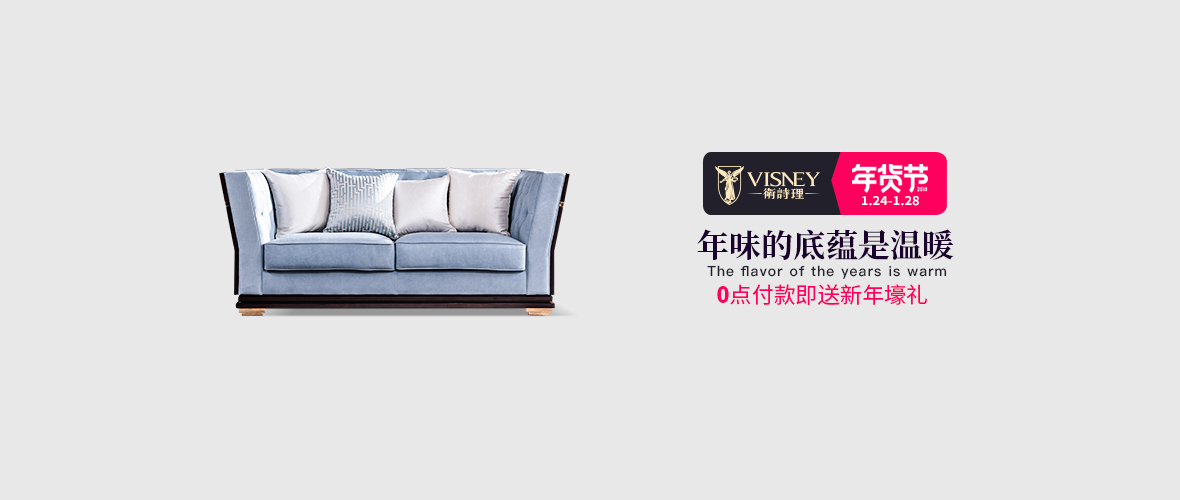 VISNEY
衛詩理
年货节
2018
1.24-1.28
年味的底蕴是温暖
The flavor of the years is warm
0点付款即送新年壕礼